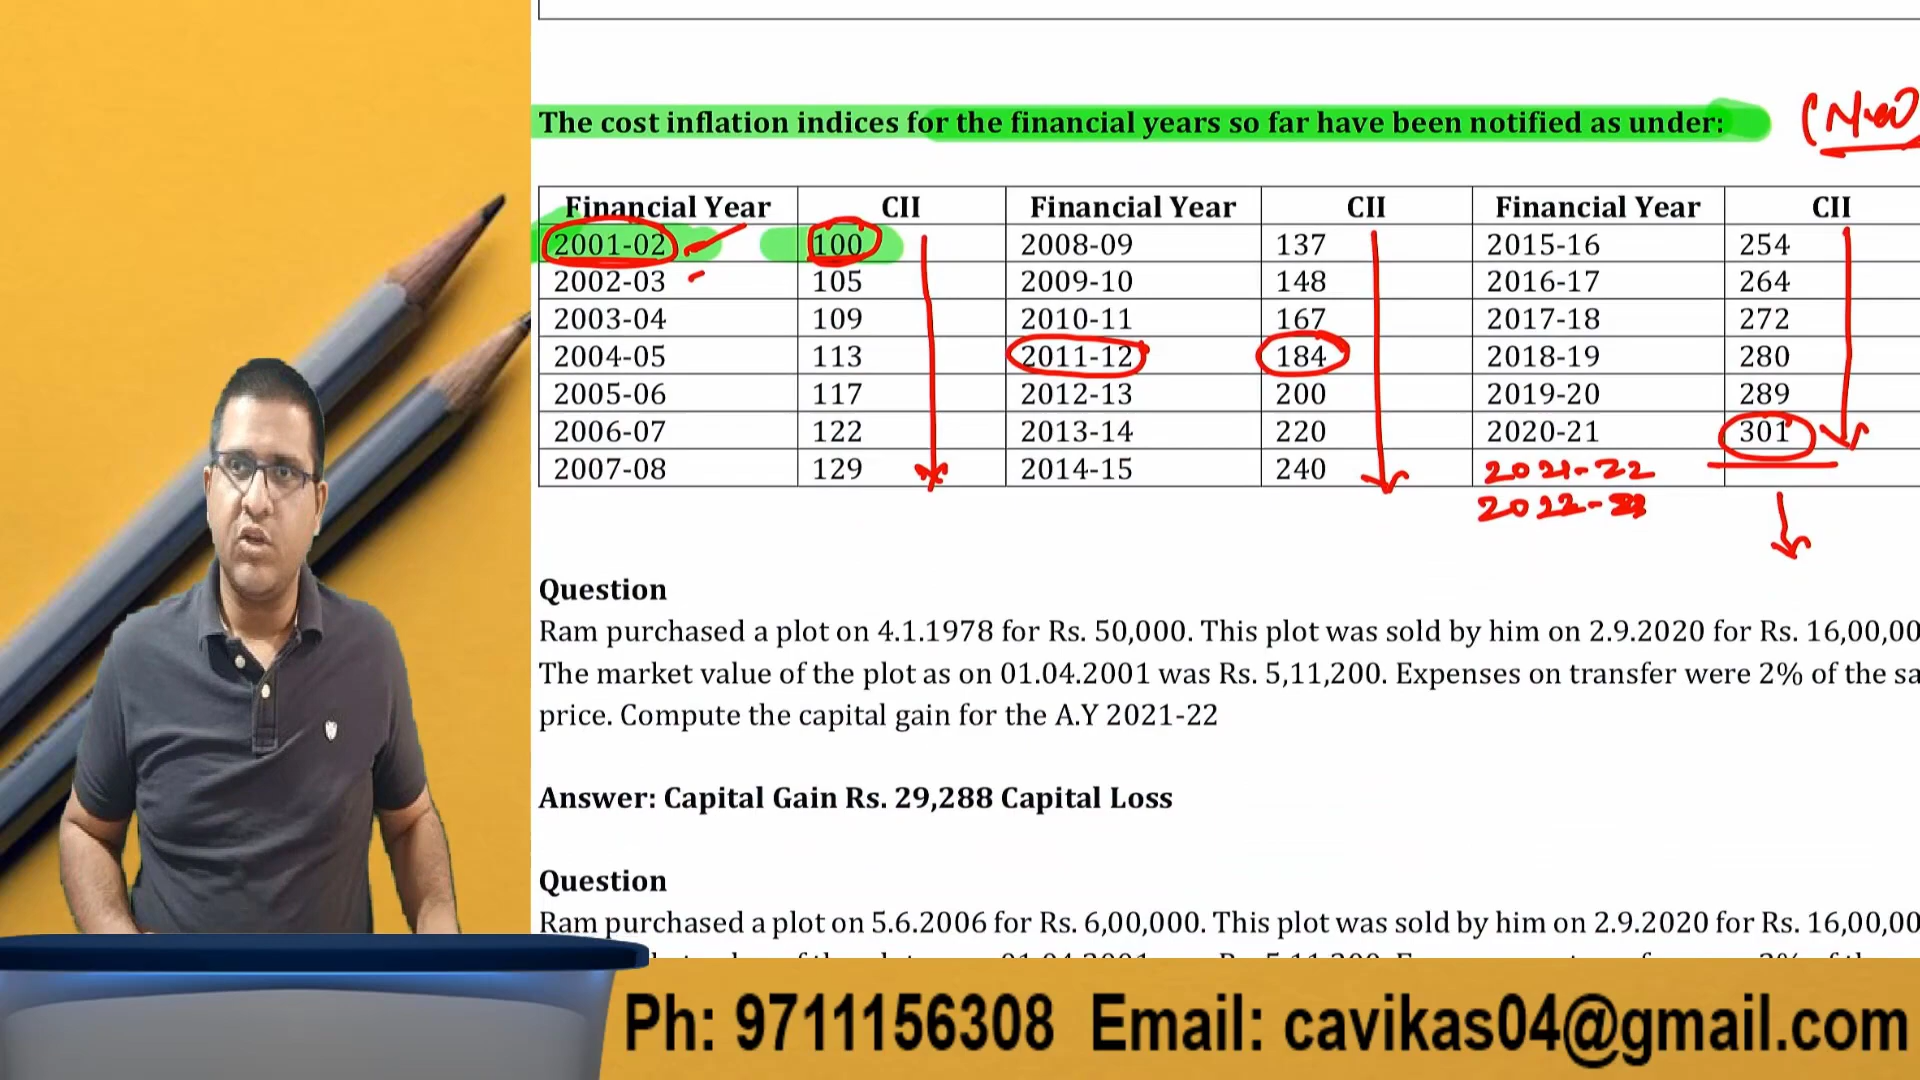 The cost inflation indices for the financial years so far have been notified as under:
Financial Year CII Financial Year CII Financial Year CII
2001-02 100 2008-09 137 2015-16 254
2002-03 105 2009-10 148 2016-17 264
2003-04 109 2010-11 167 2017-18 272
2004-05 113 2011-12 184 2018-19 280
2005-06 117 2012-13 200 2019-20 289
2006-07 122 2013-14 220 2020-21 301
2007-08 129 2014-15 240 2021-22
Question
Ram purchased a plot on 4.1.1978 for Rs. 50,000. This plot was sold by him on 2.9.2020 for Rs. 16,00,00
The market value of the plot as on 01.04.2001 was Rs. 5,11,200. Expenses on transfer were 2% of the sa
price. Compute the capital gain for the A.Y 2021-22
Answer: Capital Gain Rs. 29,288 Capital Loss
Question
Ram purchased a plot on 5.6.2006 for Rs. 6,00,000. This plot was sold by him on 2.9.2020 for Rs. 16,00,00
Ph: 9711156308 Email: cavikas04@gmail.com